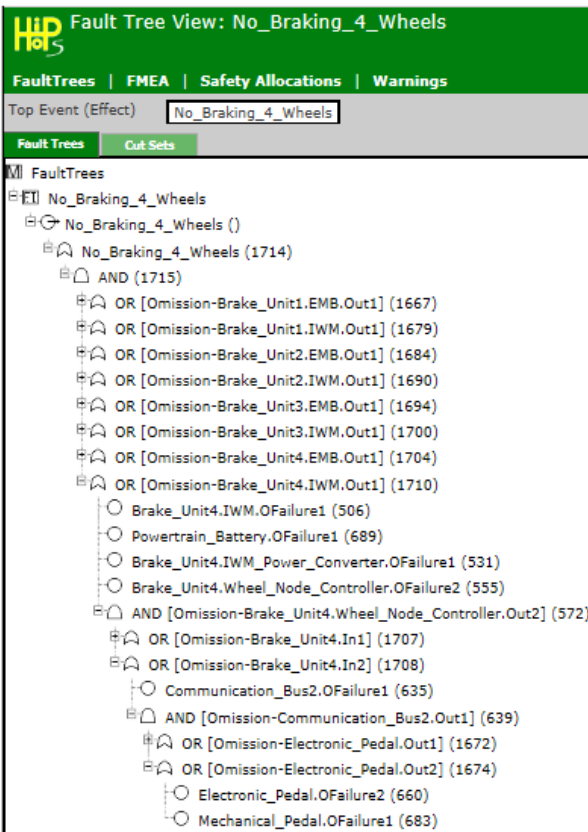 HiP HOPS Fault Tree View: No_Braking_4_Wheels
FaultTrees | FMEA | Safety Allocations | Warnings
Top Event (Effect) No_Braking_4_Wheels
Fault Trees Cut Sets
FaultTrees
No_Braking_4_Wheels
No_Braking_4_Wheels ()
No_Braking_4_Wheels (1714)
AND (1715)
OR [Omission-Brake_Unit1.EMB.Out1] (1667)
OR [Omission-Brake_Unit1.IWM.Out1] (1679)
OR [Omission-Brake_Unit2.EMB.Out1] (1684)
OR [Omission-Brake_Unit2.IWM.Out1] (1690)
OR [Omission-Brake_Unit3.EMB.Out1] (1694)
OR [Omission-Brake_Unit3.IWM.Out1] (1700)
OR [Omission-Brake_Unit4.EMB.Out1] (1704)
OR [Omission-Brake_Unit4.IWM.Out1] (1710)
Brake_Unit4.IWM.OFailure1 (506)
Powertrain_Battery.OFailure1 (689)
Brake_Unit4.IWM_Power_Converter.OFailure1 (531)
Brake_Unit4.Wheel_Node_Controller.OFailure2 (555)
AND [Omission-Brake_Unit4.Wheel_Node_Controller.Out2] (572)
OR [Omission-Brake_Unit4.In1] (1707)
OR [Omission-Brake_Unit4.In2] (1708)
Communication_Bus2.OFailure1 (635)
AND [Omission-Communication_Bus2.Out1] (639)
OR [Omission-Electronic_Pedal.Out1] (1672)
OR [Omission-Electronic_Pedal.Out2] (1674)
Electronic_Pedal.OFailure2 (660)
Mechanical_Pedal.OFailure1 (683)